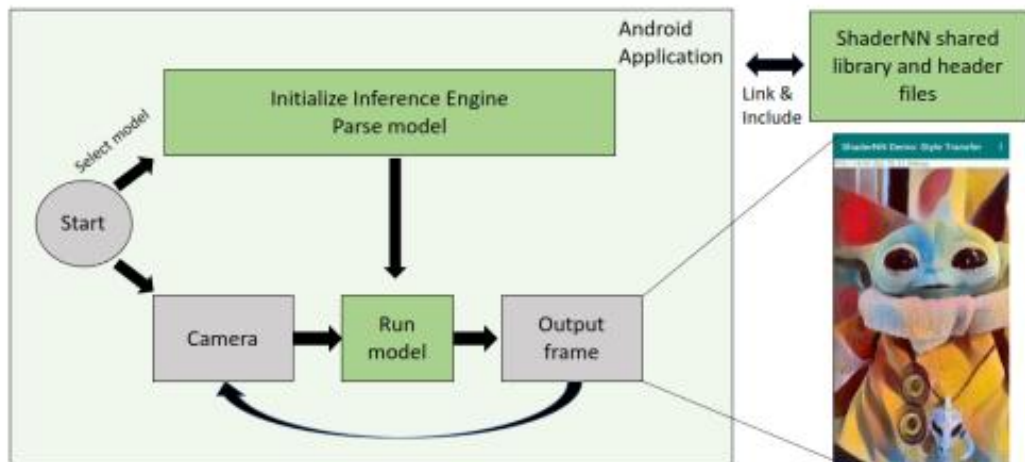 Android
Application
ShaderNN shared
library and header
files
Link &
Include
Initialize Inference Engine
Parse model
Select model
Start
Camera
Run
model
Output
frame
ShaderNN Demo: Style Transfer